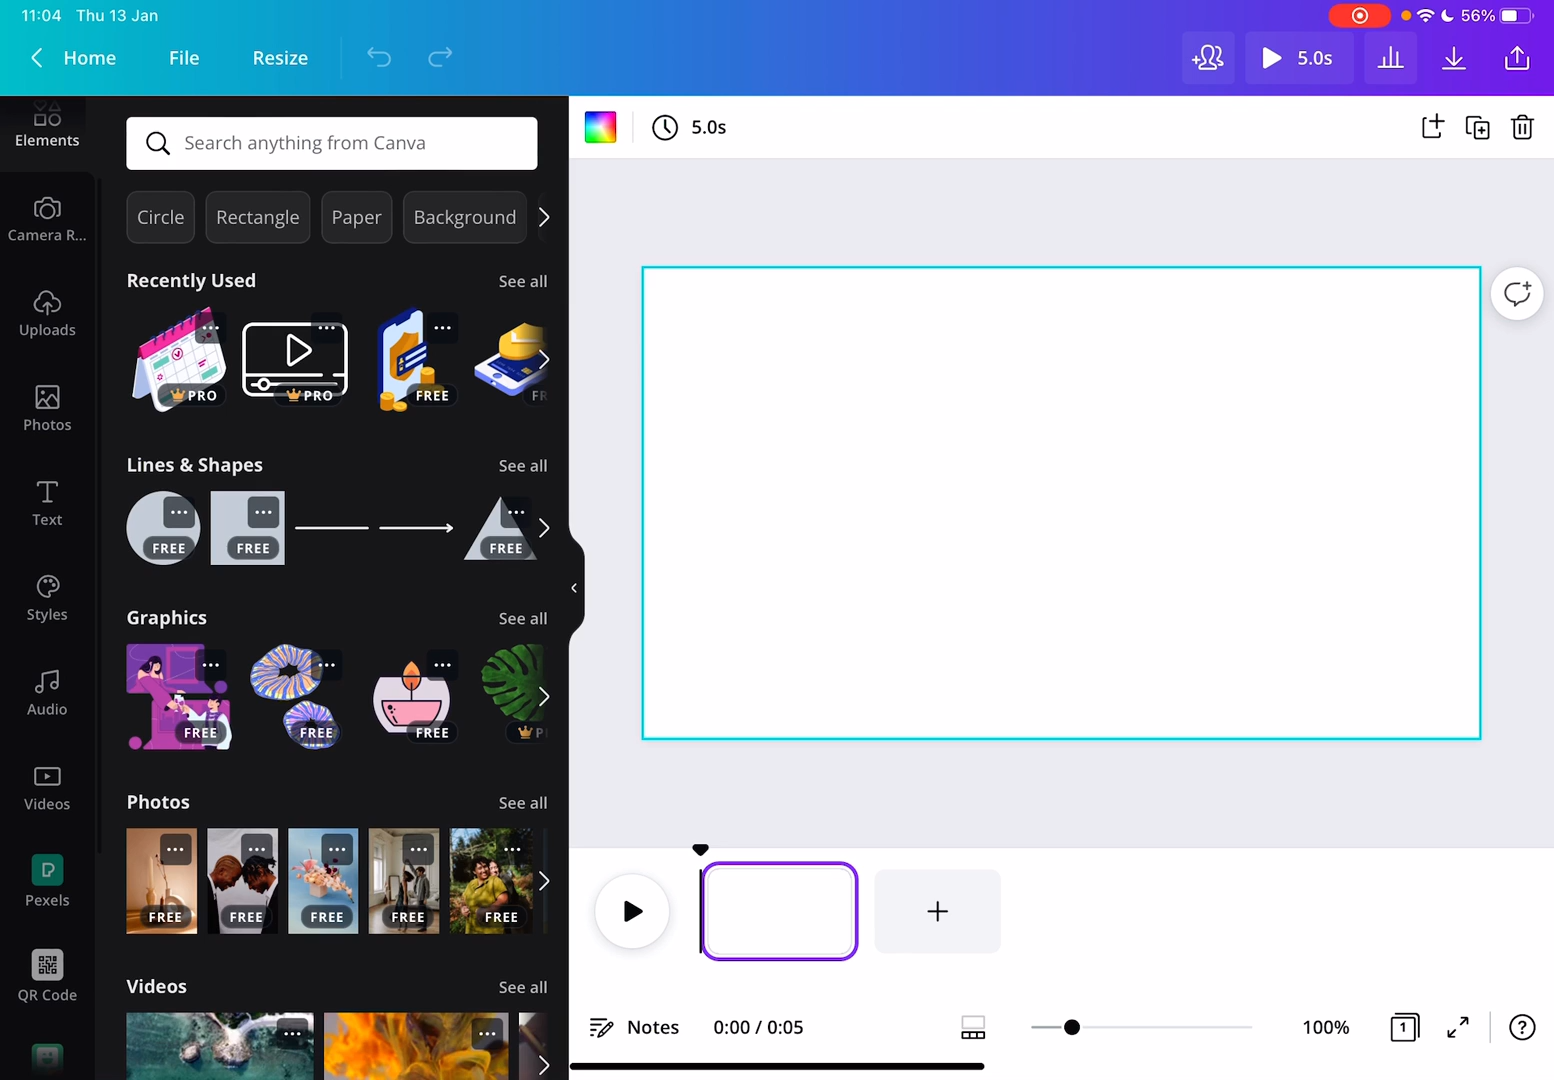 11:04 Thu 13 Jan
56%
Home File Resize
5.0s
Elements
Camera R...
Uploads
Photos
Text
Styles
Audio
Videos
Pexels
QR Code
Search anything from Canva
Circle Rectangle Paper Background
Recently Used See all
PRO PRO FREE FR
Lines & Shapes See all
FREE FREE FREE
Graphics See all
FREE FREE FREE P
Photos See all
FREE FREE FREE FREE FREE
Videos See all
5.0s
Notes 0:00 / 0:05 100% 1